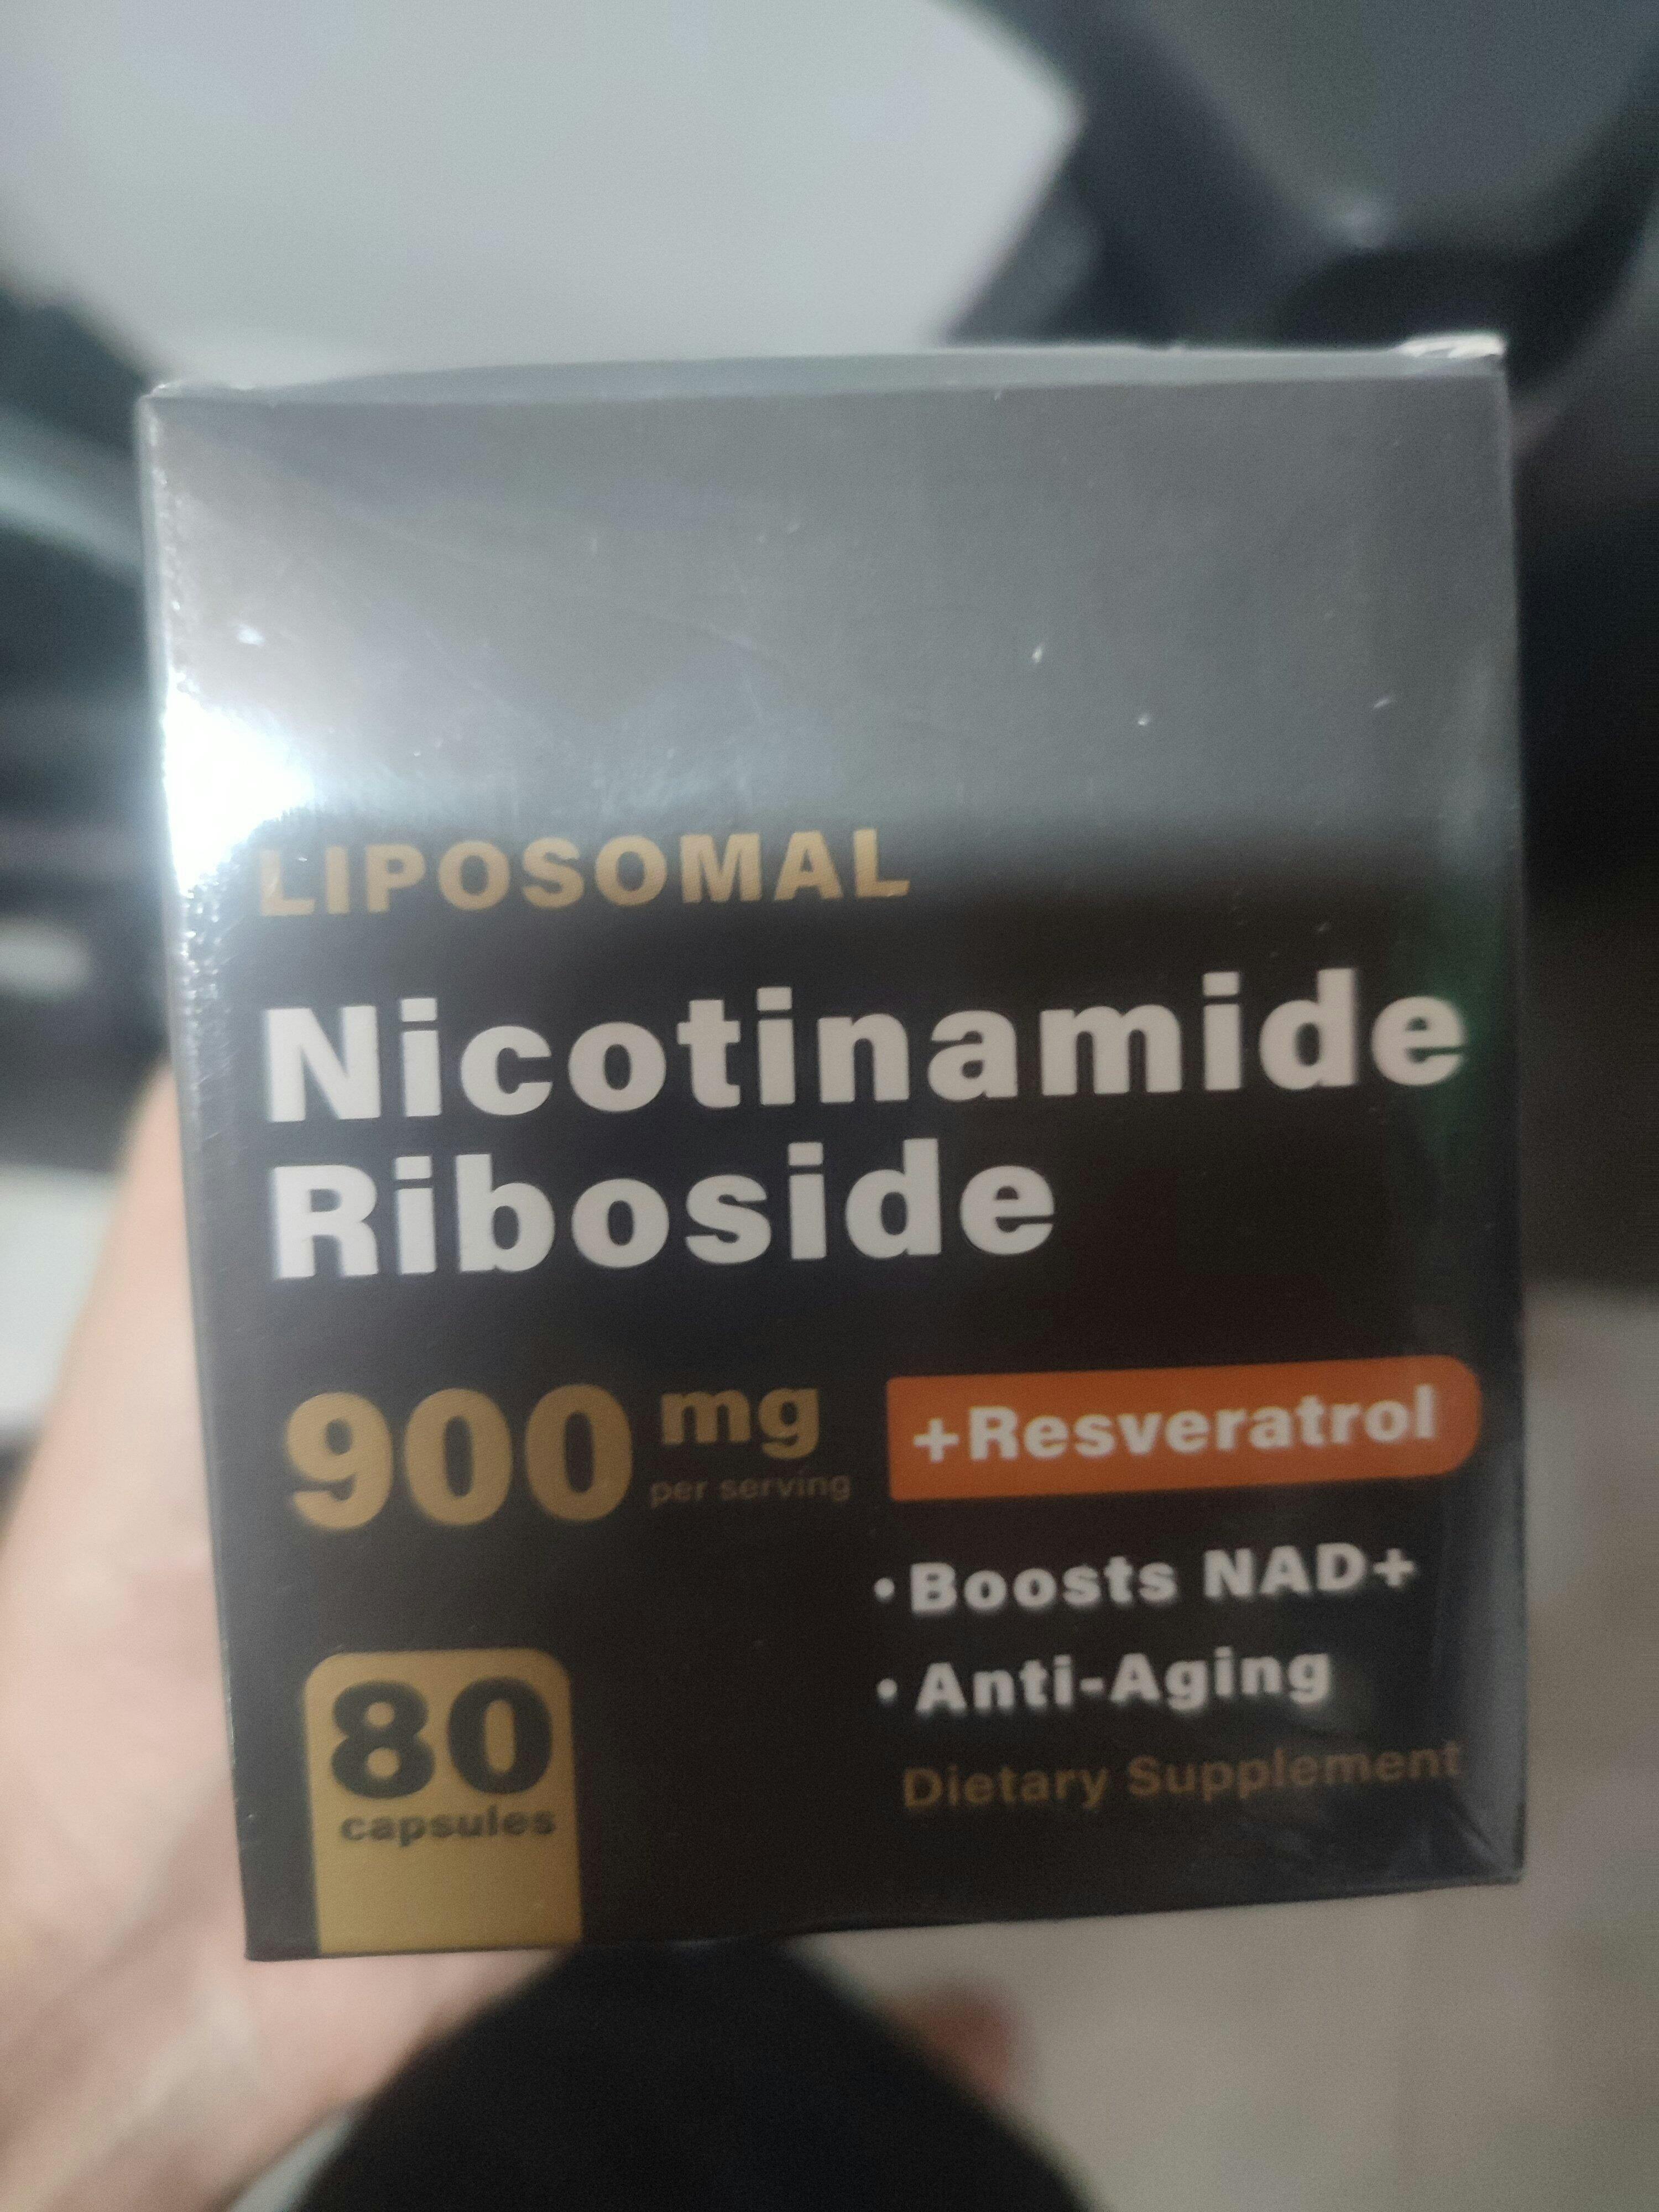 LIPOSOMAL
Nicotinamide
Riboside
900 mg
per serving
+Resveratrol
•Boosts NAD+
•Anti-Aging
80
capsules
Dietary Supplement